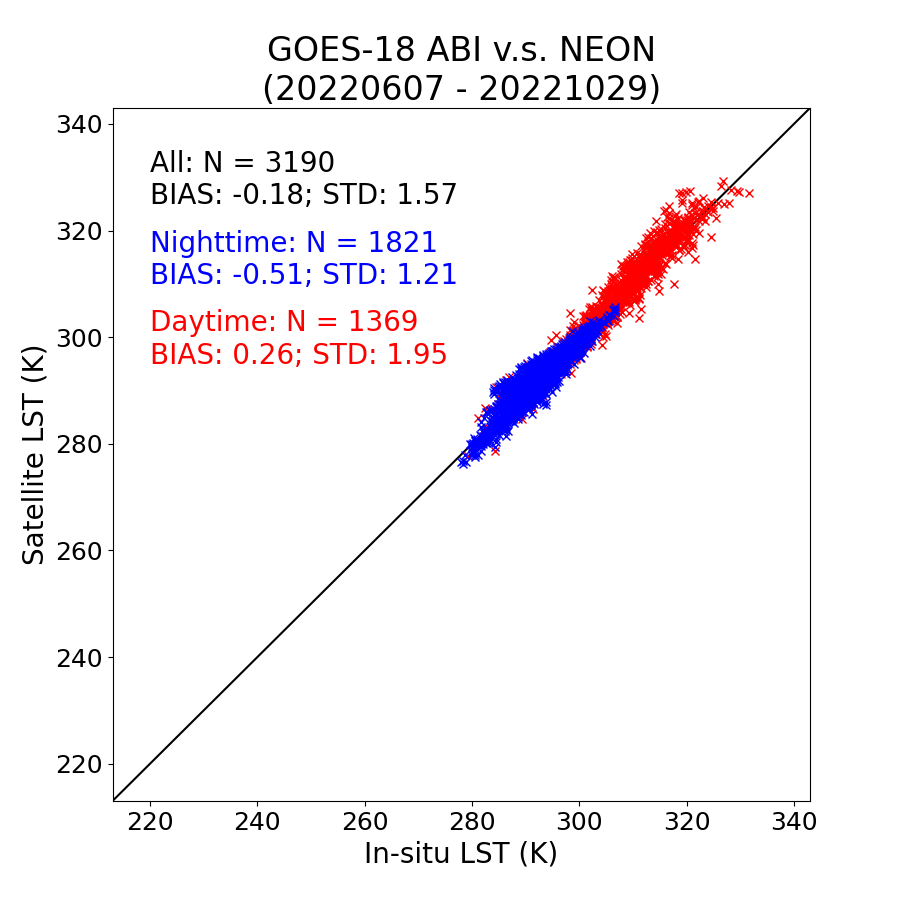 GOES-18 ABI v.s. NEON
(20220607 - 20221029)
340
320
300
280
260
240
220
All: N = 3190
BIAS: -0.18; STD: 1.57
Nighttime: N = 1821
BIAS: -0.51; STD: 1.21
Daytime: N = 1369
BIAS: 0.26; STD: 1.95
Satellite LST (K)
220 240 260 280 300 320 340
In-situ LST (K)